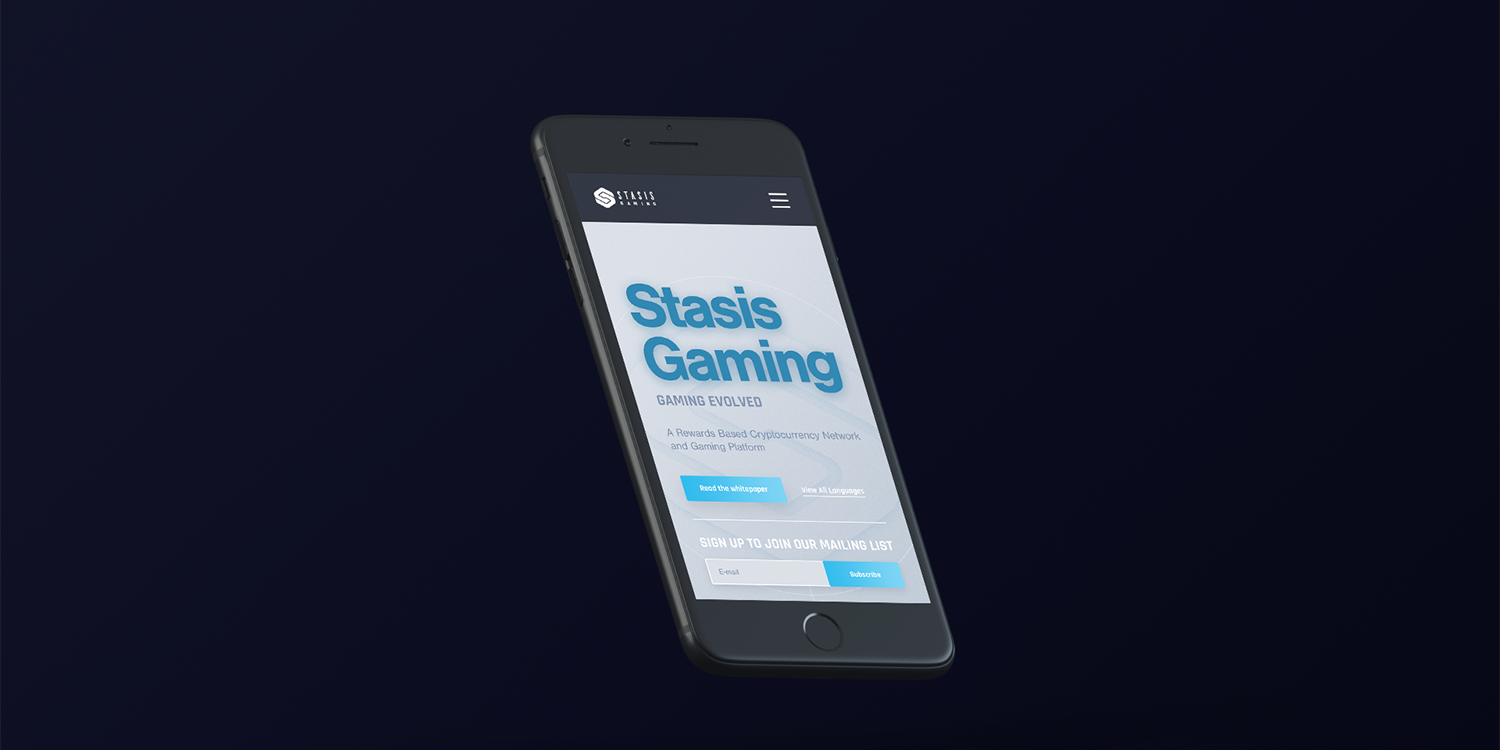 STASIS
GAMING
Stasis
Gaming
GAMING EVOLVED
A Rewards Based Cryptocurrency Network
and Gaming Platform
Read the whitepaper
View All Languages
SIGN UP TO JOIN OUR MAILING LIST
E-mail
Subscribe